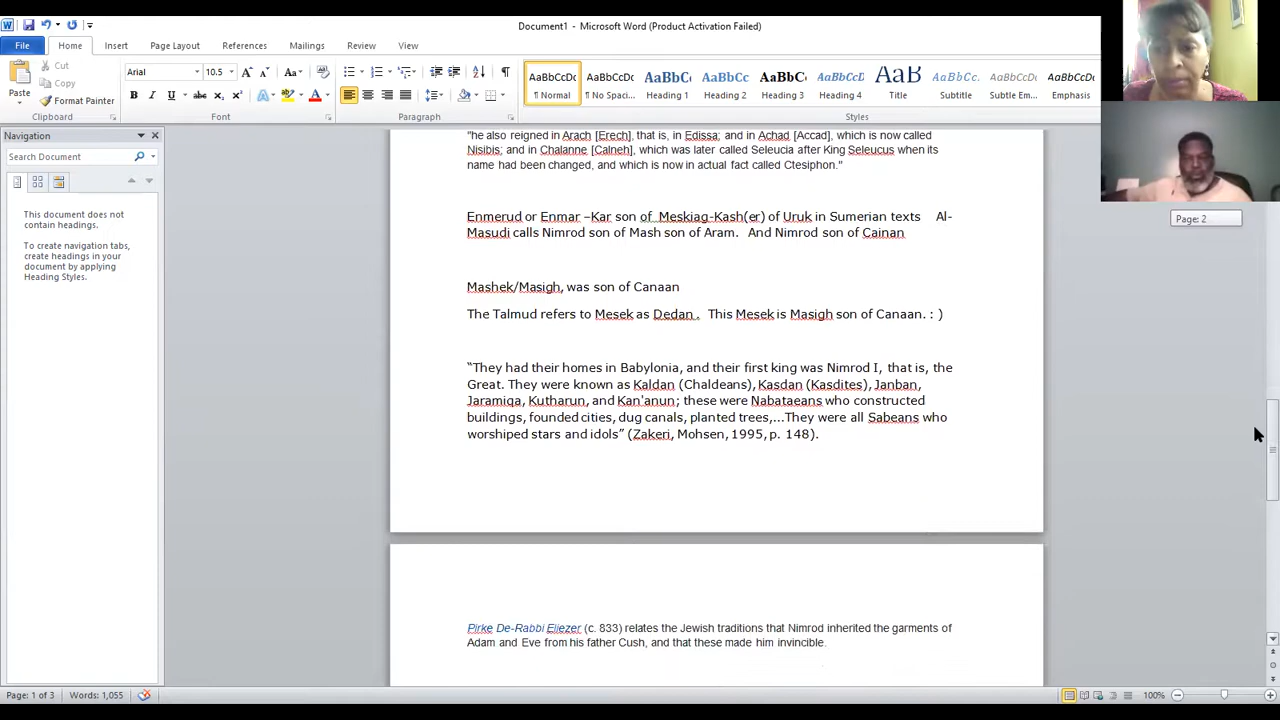 Document1 - Microsoft Word (Product Activation Failed)
File Home Insert Page Layout References Mailings Review View
Cut
Copy
Paste
Format Painter
Clipboard
Arial 10.5
Font
Paragraph
AaBbCcDc AaBbCcDc AaBbC AaBbCc AaBbCc AaBbCcD AaB AaBbCcD AaBbCcD AaBbCcD
¶ Normal ¶ No Spaci... Heading 1 Heading 2 Heading 3 Heading 4 Title Subtitle Subtle Em... Emphasis
Styles
Navigation
Search Document
This document does not
contain headings.
To create navigation tabs,
create headings in your
document by applying
Heading Styles.
"he also reigned in Arach [Erech], that is, in Edissa; and in Achad [Accad], which is now called
Nisibis; and in Chalanne [Calneh], which was later called Seleucia after King Seleucus when its
name had been changed, and which is now in actual fact called Ctesiphon."
Enmerud or Enmar –Kar son of Meskiag-Kash(er) of Uruk in Sumerian texts Al-
Masudi calls Nimrod son of Mash son of Aram. And Nimrod son of Cainan
Mashek/Masigh, was son of Canaan
The Talmud refers to Mesek as Dedan . This Mesek is Masigh son of Canaan. : )
“They had their homes in Babylonia, and their first king was Nimrod I, that is, the
Great. They were known as Kaldan (Chaldeans), Kasdan (Kasdites), Janban,
Jaramiqa, Kutharun, and Kan'anun; these were Nabataeans who constructed
buildings, founded cities, dug canals, planted trees,...They were all Sabeans who
worshiped stars and idols” (Zakeri, Mohsen, 1995, p. 148).
Pirke De-Rabbi Eliezer (c. 833) relates the Jewish traditions that Nimrod inherited the garments of
Adam and Eve from his father Cush, and that these made him invincible.
Page: 2
Page: 1 of 3 Words: 1,055 100%